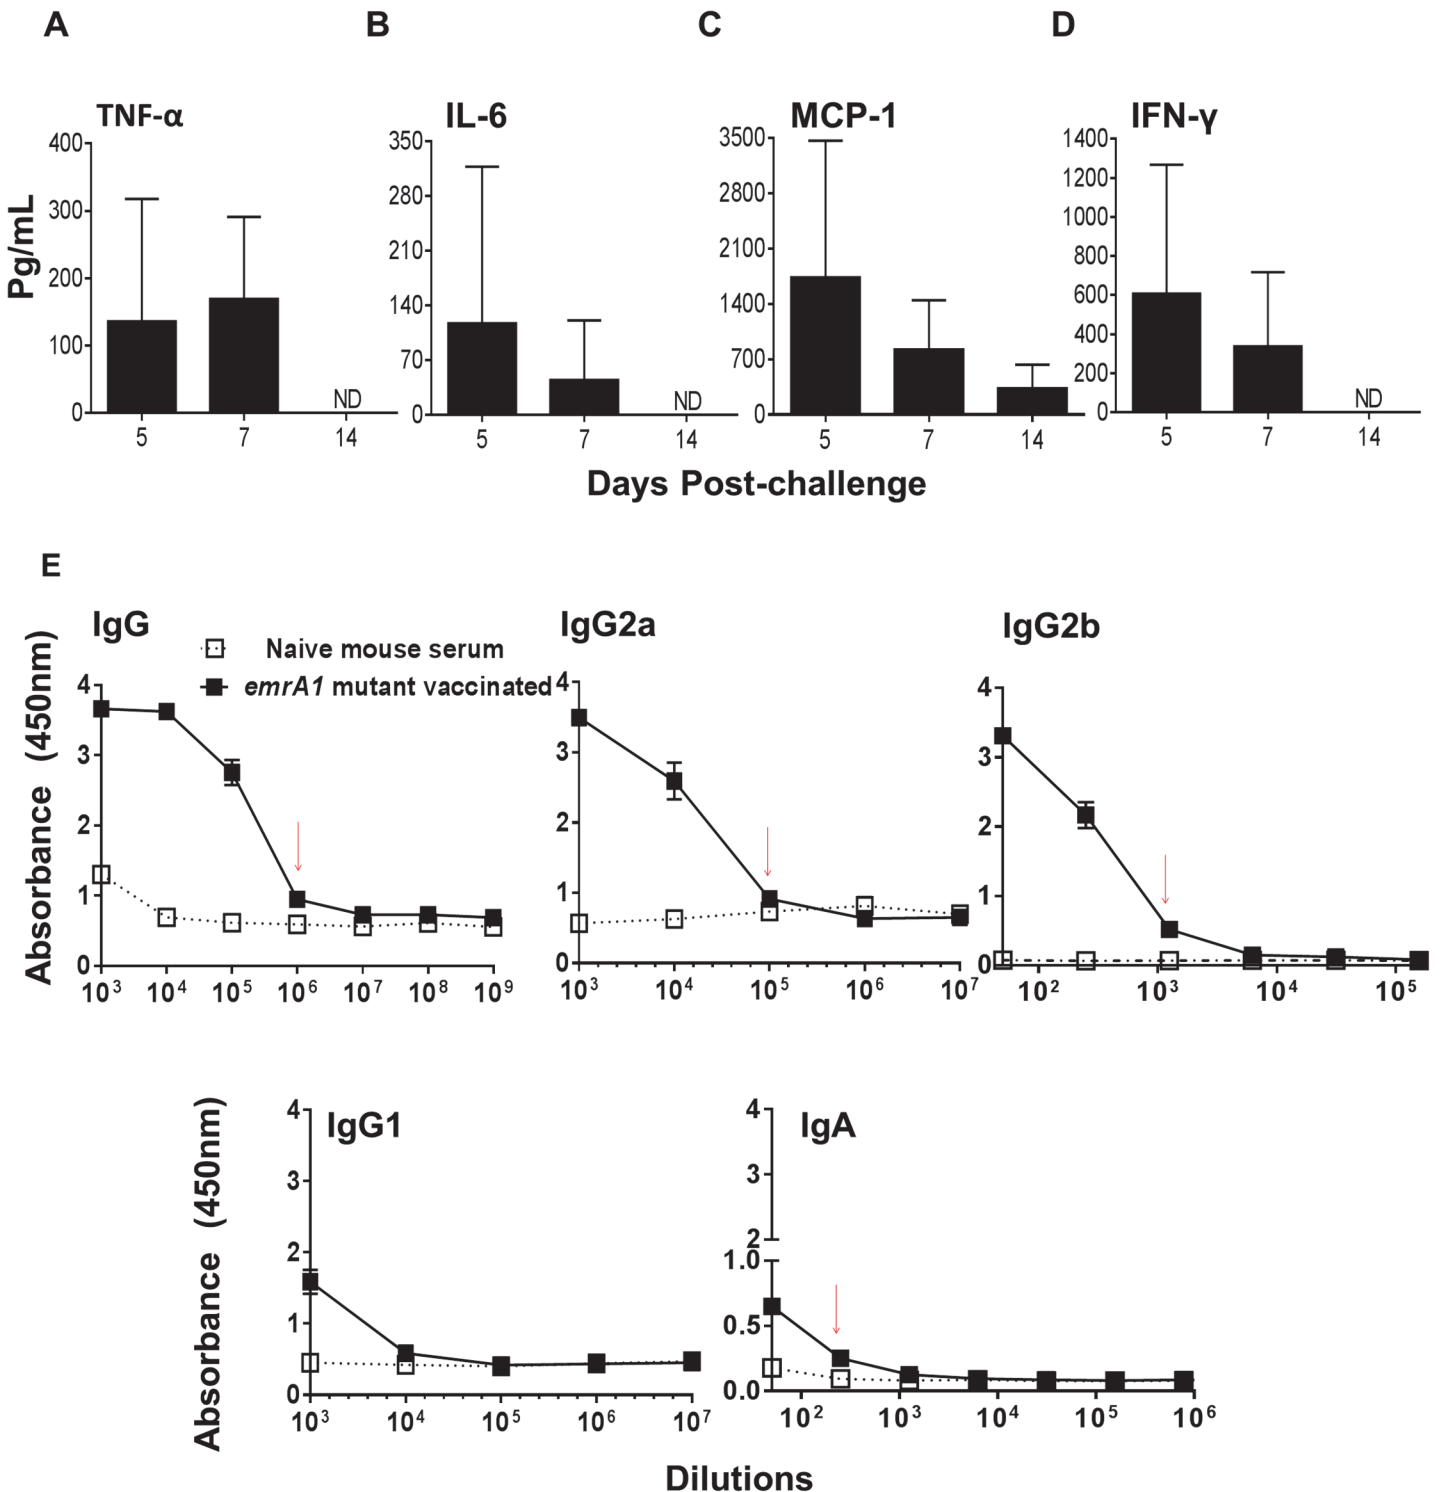 A B C D
TNF-α IL-6 MCP-1 IFN-γ
Pg/mL
400
300
200
100
0
ND
5 7 14
350
280
210
140
70
0
ND
5 7 14
3500
2800
2100
1400
700
0
5 7 14
1400
1200
1000
800
600
400
200
0
ND
5 7 14
Days Post-challenge
E
IgG
Naive mouse serum
emrA1 mutant vaccinated
Absorbance (450nm)
4
3
2
1
0
10³ 10⁴ 10⁵ 10⁶ 10⁷ 10⁸ 10⁹
IgG2a
4
3
2
1
0
10³ 10⁴ 10⁵ 10⁶ 10⁷
IgG2b
4
3
2
1
0
10² 10³ 10⁴ 10⁵
IgG1
Absorbance (450nm)
4
3
2
1
0
10³ 10⁴ 10⁵ 10⁶ 10⁷
IgA
4
3
2
1.0
0.5
0.0
10² 10³ 10⁴ 10⁵ 10⁶
Dilutions